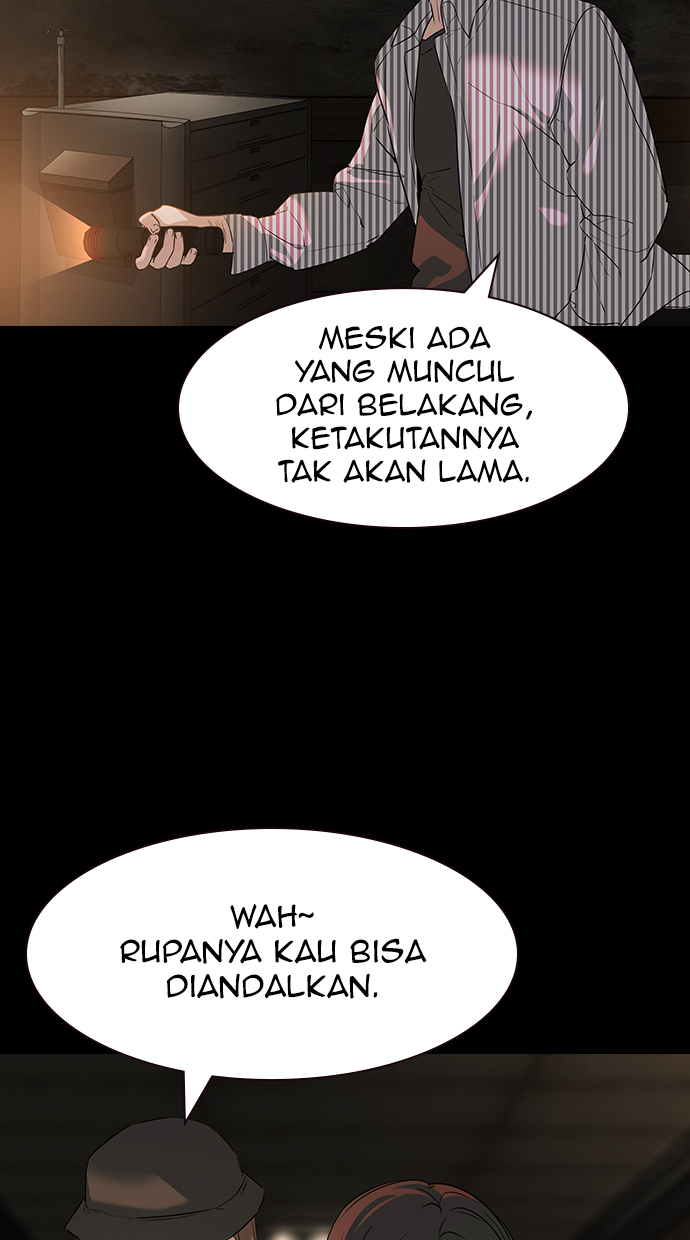 MESKI ADA
YANG MUNCUL
DARI BELAKANG,
KETAKUTANNYA
TAK AKAN LAMA.
WAH~
RUPANYA KAU BISA
DIANDALKAN.